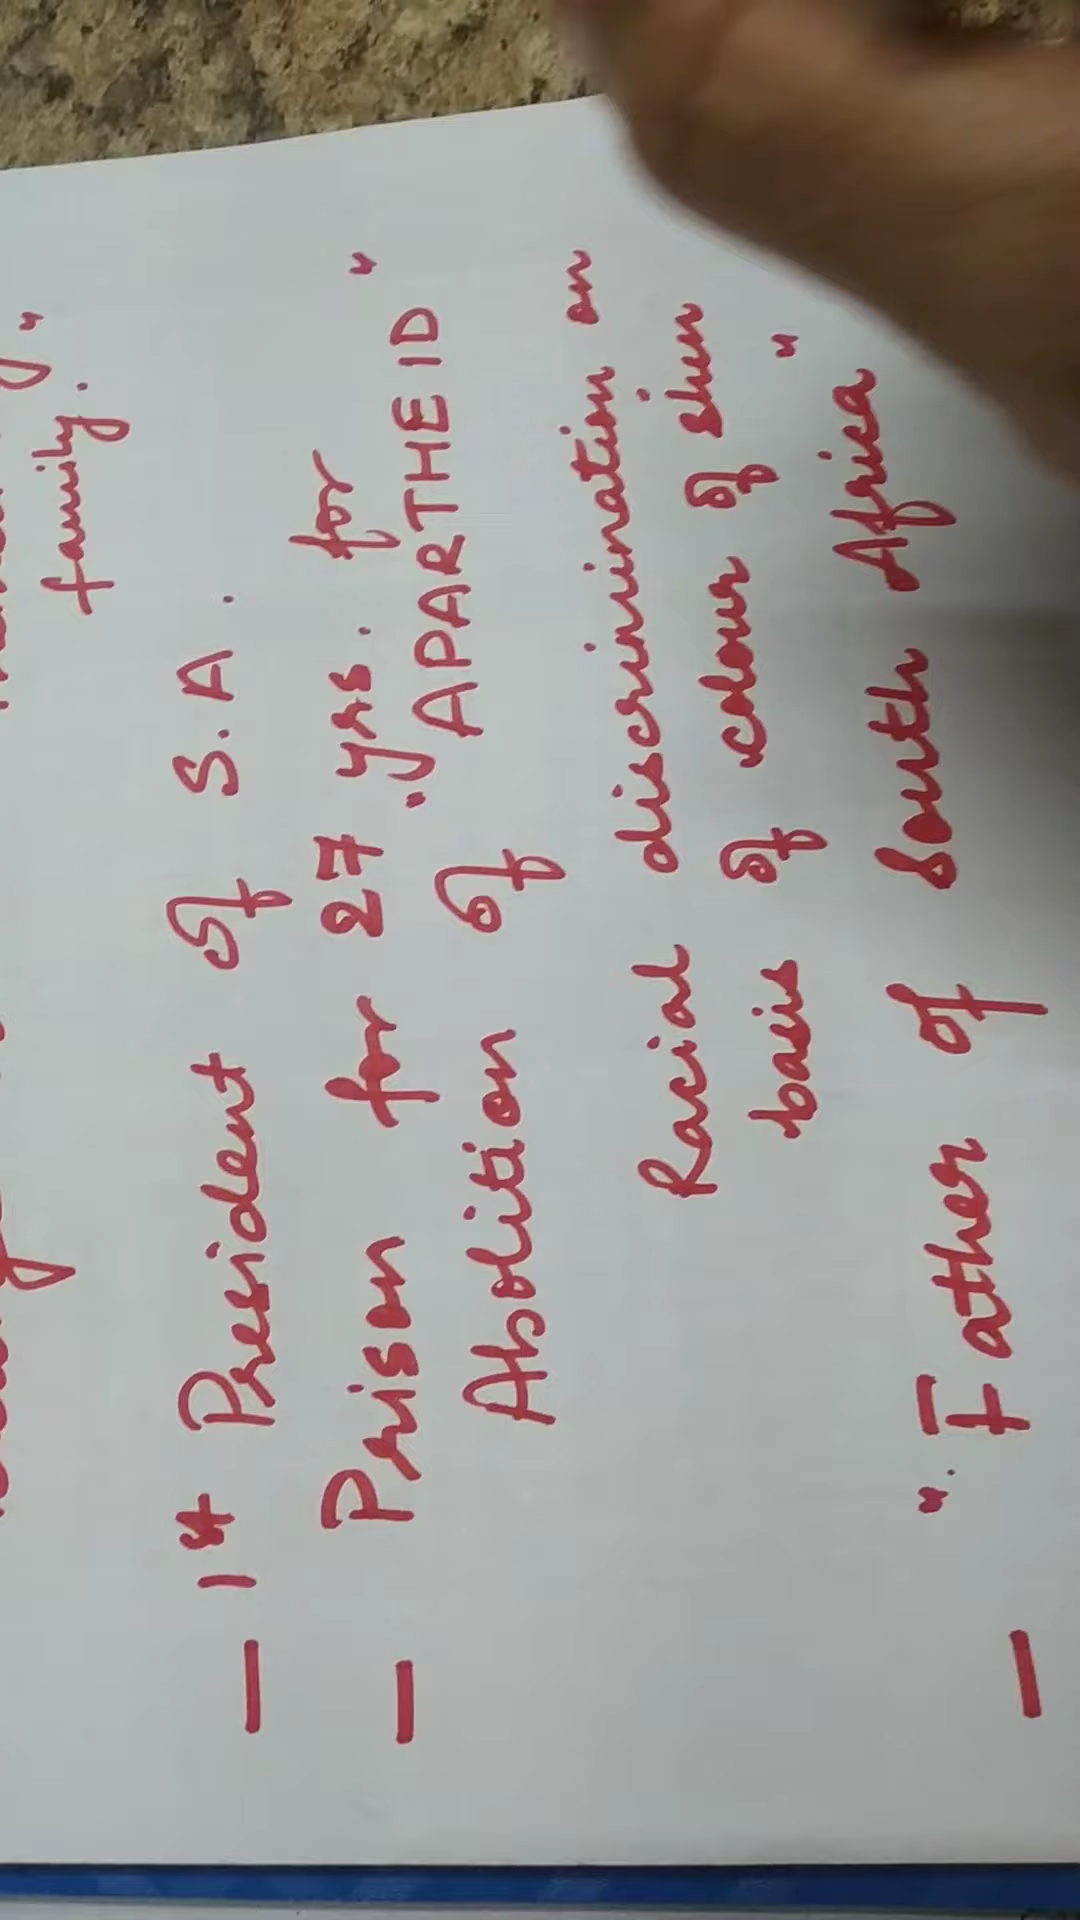 family."
— 1st President of S.A.
— Prison for 27 yrs. for
Abolition of "APARTHEID"
Racial discrimination on
basis of colour of skin
— "Father of South Africa"